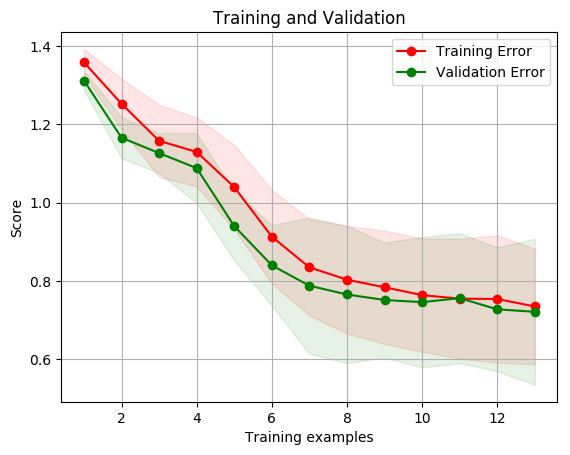 Training and Validation
Training Error
Validation Error
Score
1.4
1.2
1.0
0.8
0.6
2
4
6
8
10
12
Training examples